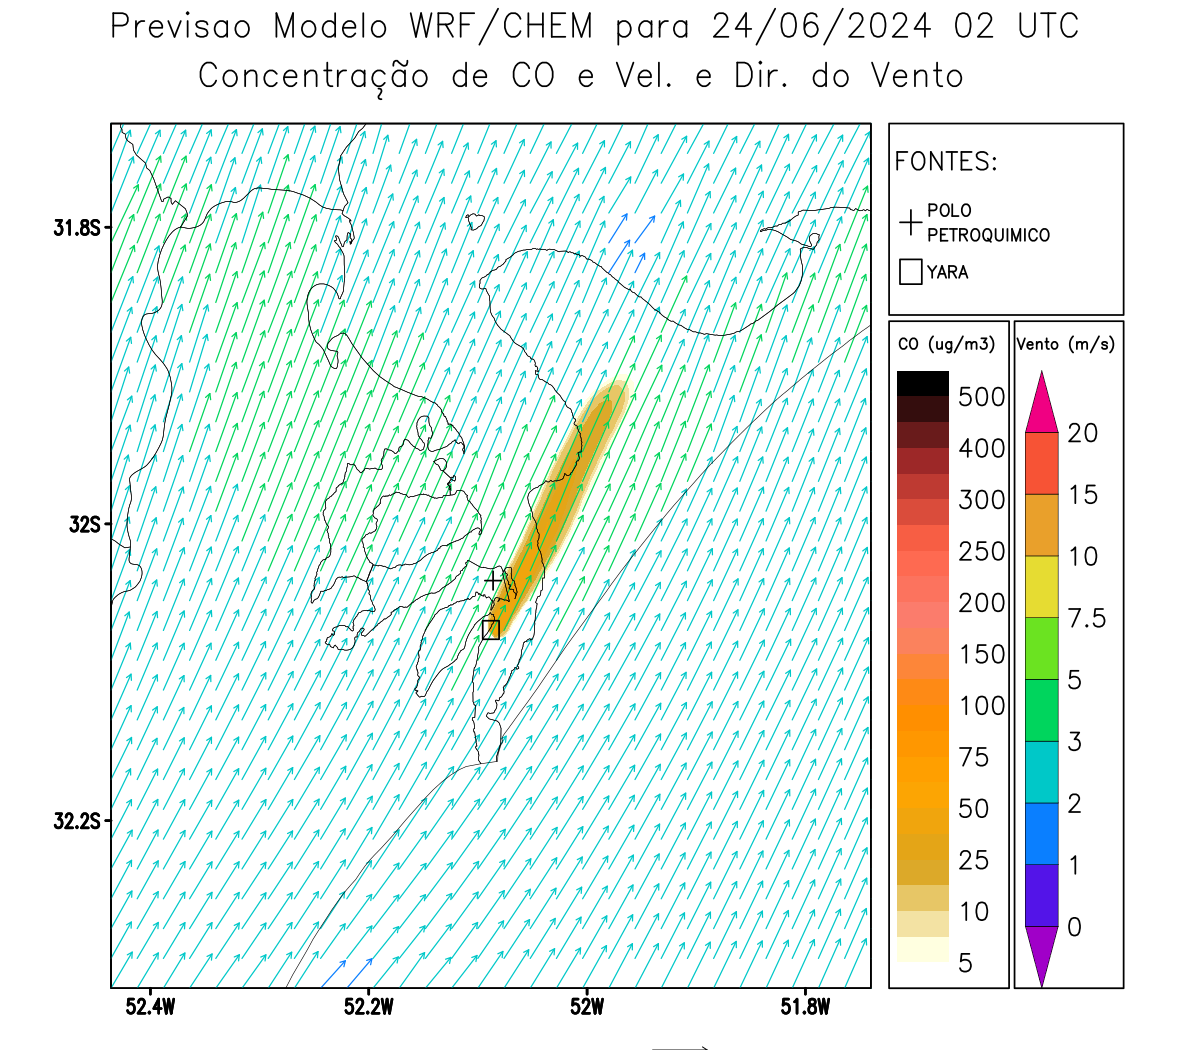 Previsao Modelo WRF/CHEM para 24/06/2024 02 UTC
Concentração de CO e Vel. e Dir. do Vento
FONTES:
POLO
PETROQUIMICO
YARA
CO (ug/m3)
500
400
300
250
200
150
100
75
50
25
10
5
Vento (m/s)
20
15
10
7.5
5
3
2
1
0
31.8S
32S
32.2S
52.4W
52.2W
52W
51.8W